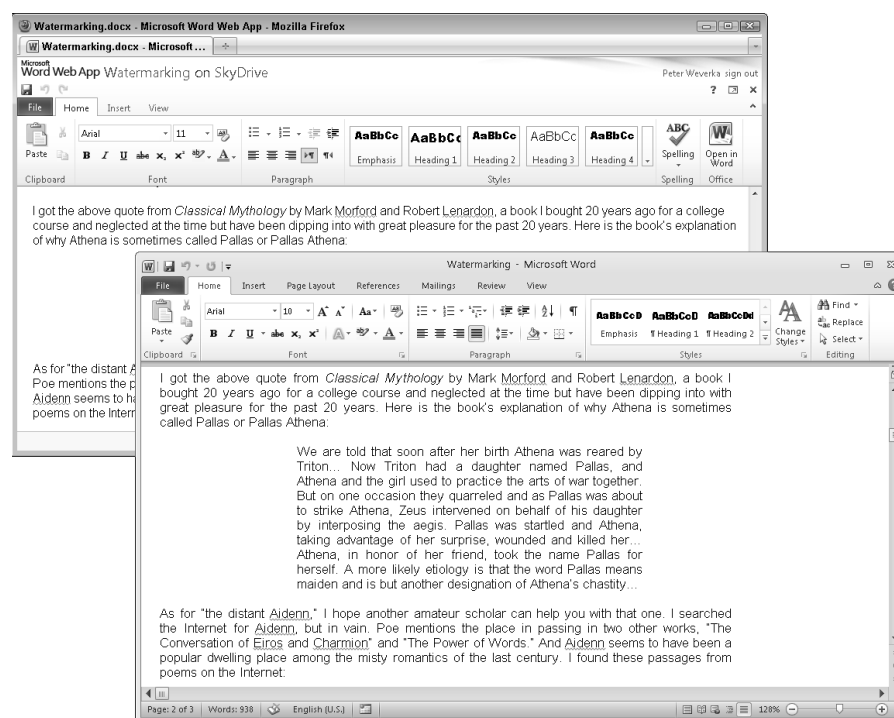 Watermarking.docx - Microsoft Word Web App - Mozilla Firefox
Watermarking.docx - Microsoft ...
Microsoft
Word Web App Watermarking on SkyDrive
Peter Weverka sign out
File Home Insert View
Arial 11
AaBbCc AaBbCc AaBbCc AaBbCc AaBbCc
ABC
Paste
B I U abc x, x² ab A
Emphasis Heading 1 Heading 2 Heading 3 Heading 4
Spelling Open in Word
Clipboard Font Paragraph Styles Spelling Office
I got the above quote from Classical Mythology by Mark Morford and Robert Lenardon, a book I bought 20 years ago for a college
course and neglected at the time but have been dipping into with great pleasure for the past 20 years. Here is the book's explanation
of why Athena is sometimes called Pallas or Pallas Athena:
As for "the distant A
Poe mentions the p
Aidenn seems to ha
poems on the Intern
Watermarking - Microsoft Word
File Home Insert Page Layout References Mailings Review View
Arial 10 A A Aa
AaBbCcD AaBbCcD AaBbCcDd
Find
Replace
Select
Paste
B I U abc x, x² A ab A
Emphasis ¶ Heading 1 ¶ Heading 2
Change Styles
Clipboard Font Paragraph Styles Editing
I got the above quote from Classical Mythology by Mark Morford and Robert Lenardon, a book I
bought 20 years ago for a college course and neglected at the time but have been dipping into with
great pleasure for the past 20 years. Here is the book's explanation of why Athena is sometimes
called Pallas or Pallas Athena:
We are told that soon after her birth Athena was reared by
Triton... Now Triton had a daughter named Pallas, and
Athena and the girl used to practice the arts of war together.
But on one occasion they quarreled and as Pallas was about
to strike Athena, Zeus intervened on behalf of his daughter
by interposing the aegis. Pallas was startled and Athena,
taking advantage of her surprise, wounded and killed her...
Athena, in honor of her friend, took the name Pallas for
herself. A more likely etiology is that the word Pallas means
maiden and is but another designation of Athena's chastity...
As for "the distant Aidenn," I hope another amateur scholar can help you with that one. I searched
the Internet for Aidenn, but in vain. Poe mentions the place in passing in two other works, "The
Conversation of Eiros and Charmion" and "The Power of Words." And Aidenn seems to have been a
popular dwelling place among the misty romantics of the last century. I found these passages from
poems on the Internet:
Page: 2 of 3 Words: 938 English (U.S.) 128%